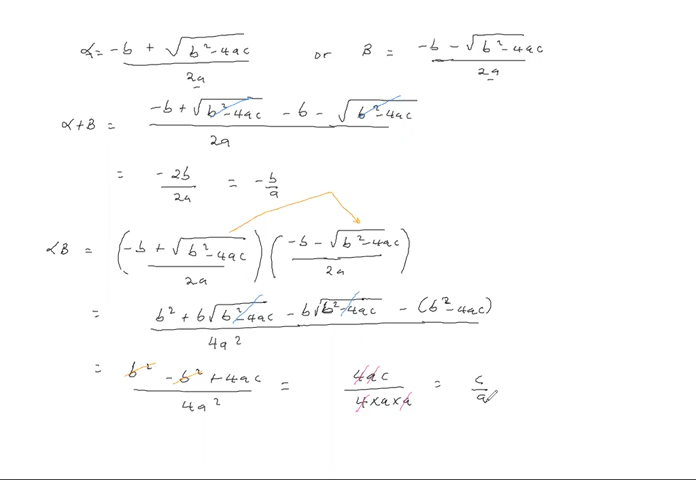 α = (-b + √(b² - 4ac)) / 2a or β = (-b - √(b² - 4ac)) / 2a
α + β = (-b + √(b² - 4ac) - b - √(b² - 4ac)) / 2a
= -2b / 2a = -b/a
αβ = ((-b + √(b² - 4ac)) / 2a) ((-b - √(b² - 4ac)) / 2a)
= (b² + b√(b² - 4ac) - b√(b² - 4ac) - (b² - 4ac)) / 4a²
= (b² - b² + 4ac) / 4a² = 4ac / (4×a×a) = c/a